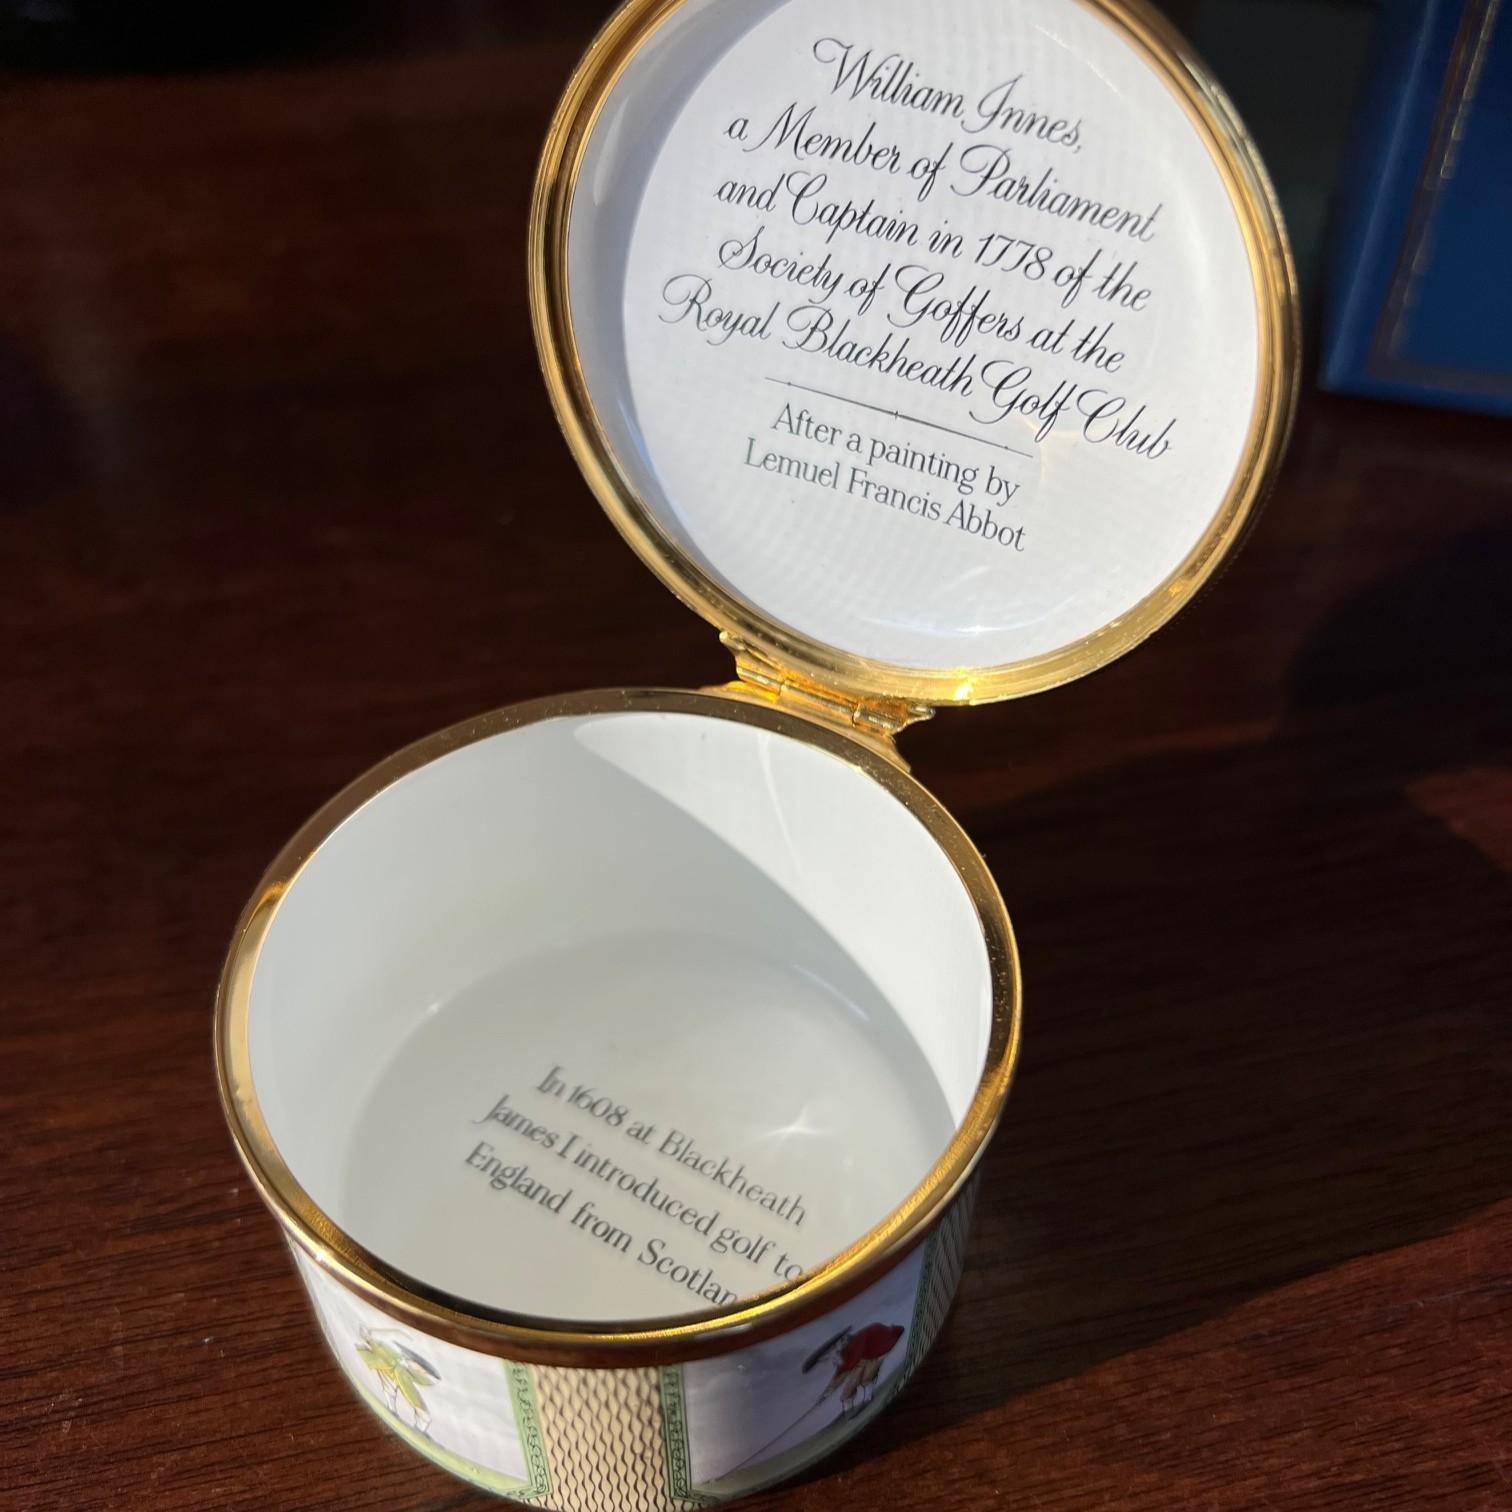 William Innes,
a Member of Parliament
and Captain in 1778 of the
Society of Goffers at the
Royal Blackheath Golf Club
After a painting by
Lemuel Francis Abbot
In 1608 at Blackheath
James I introduced golf to
England from Scotlan